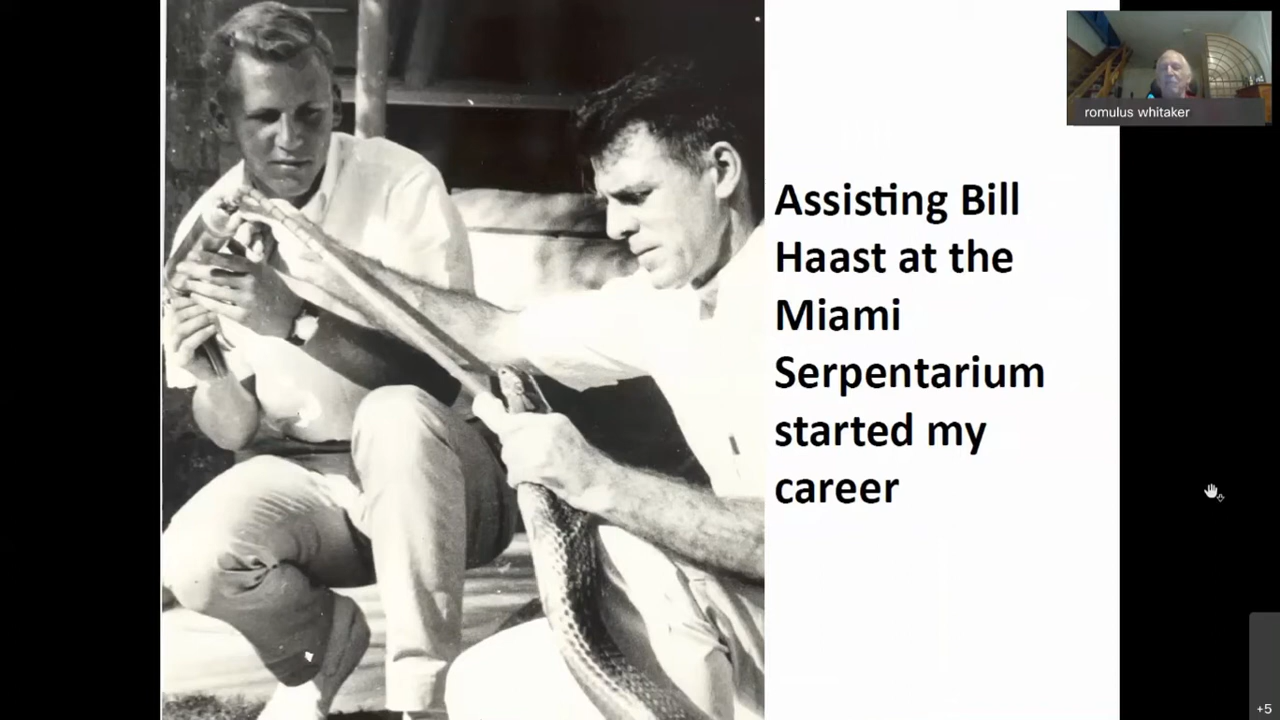 romulus whitaker
Assisting Bill
Haast at the
Miami
Serpentarium
started my
career
+5